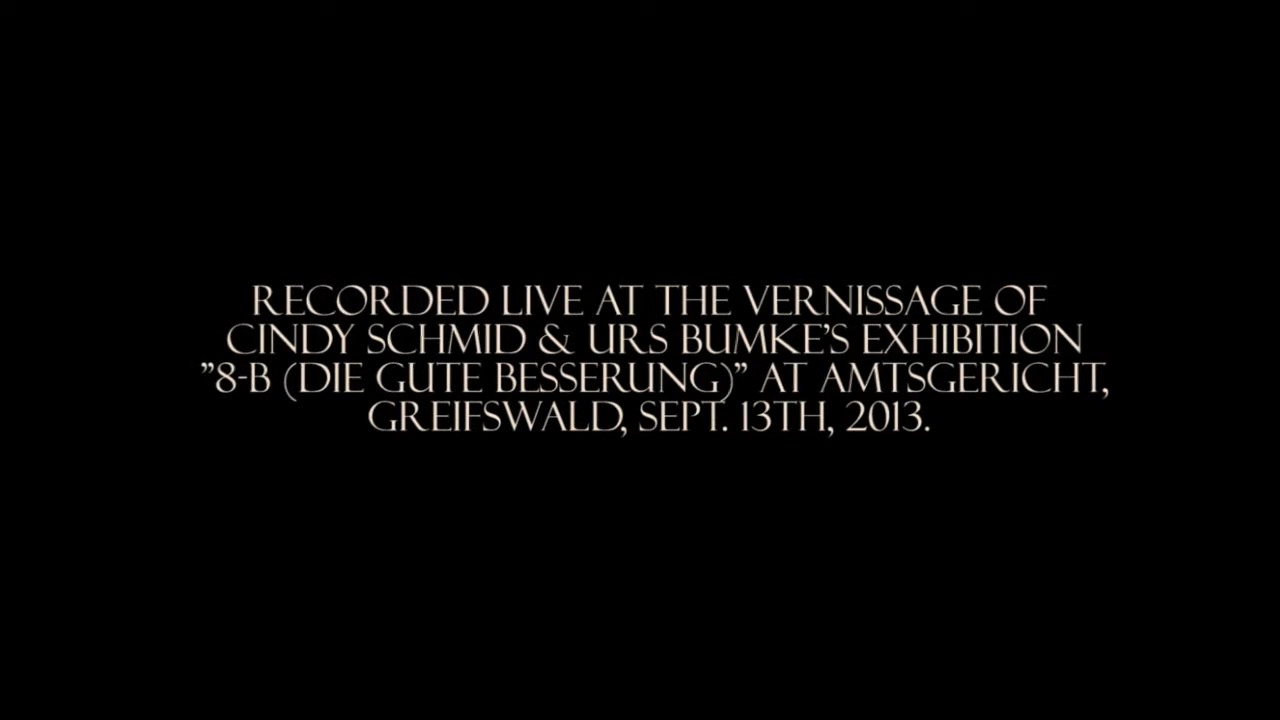 RECORDED LIVE AT THE VERNISSAGE OF
CINDY SCHMID & URS BUMKE’S EXHIBITION
”8-B (DIE GUTE BESSERUNG)” AT AMTSGERICHT,
GREIFSWALD, SEPT. 13TH, 2013.